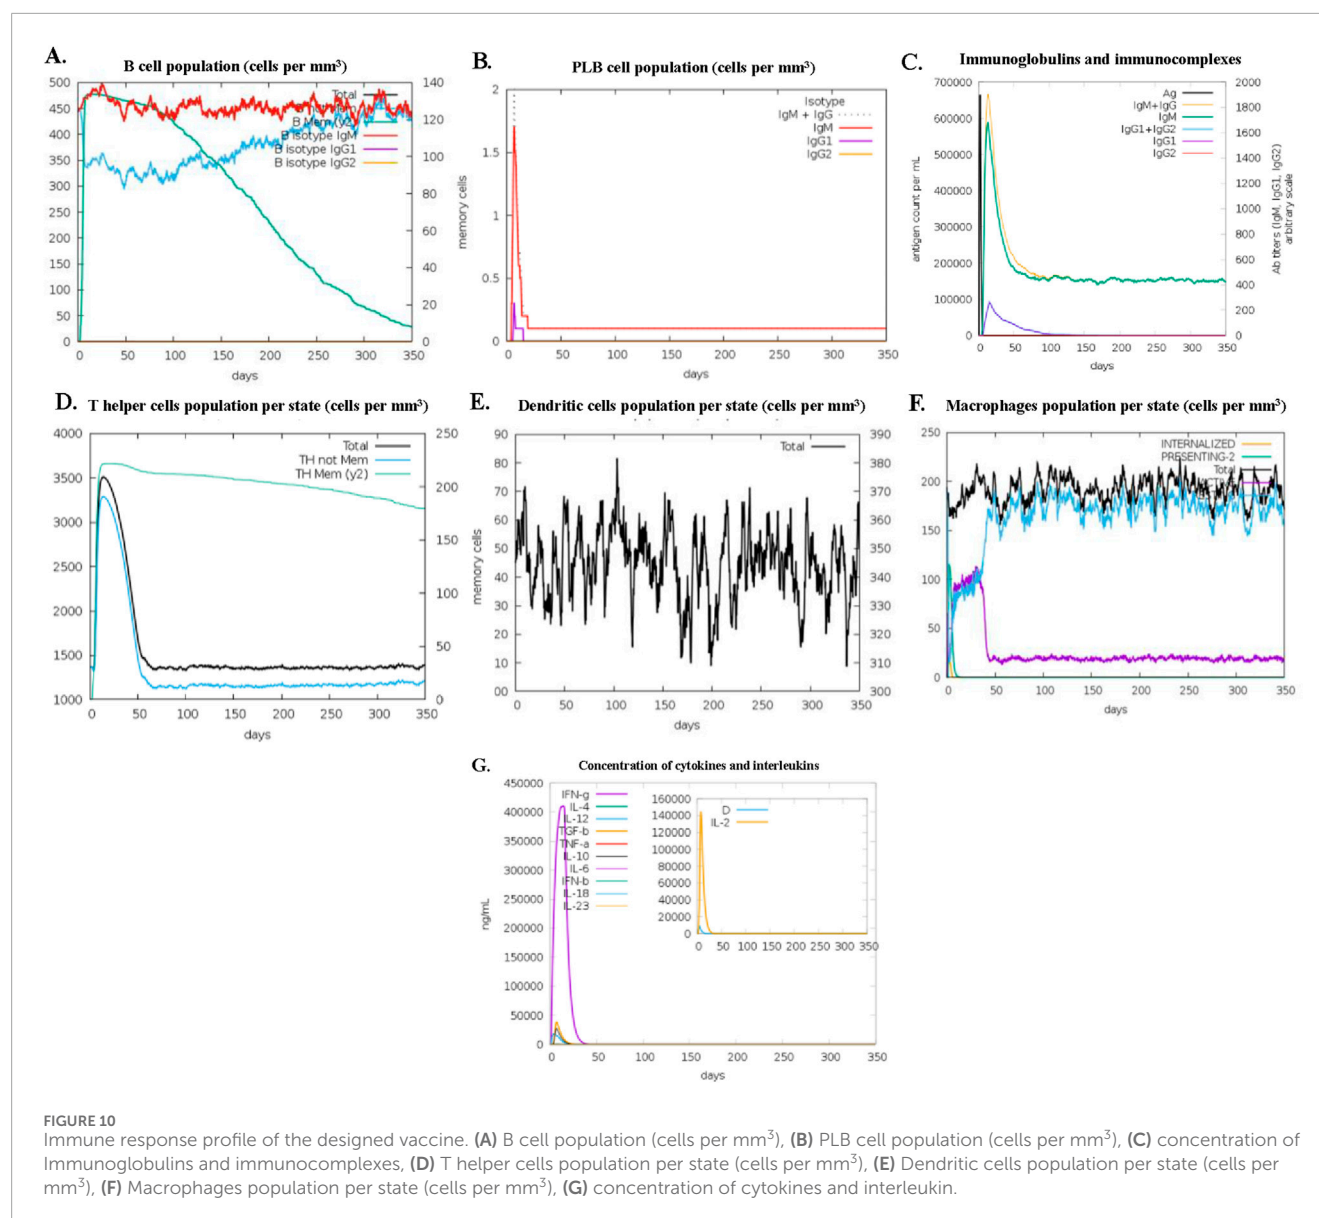 A.
B cell population (cells per mm³)
500
450
400
350
300
250
200
150
100
50
0
140
120
100
80
60
40
20
0
Total
B not Mem
B Mem (y2)
B isotype IgM
B isotype IgG1
B isotype IgG2
0 50 100 150 200 250 300 350
days
memory cells
B.
PLB cell population (cells per mm³)
2
1.5
1
0.5
0
Isotype
IgM + IgG
IgM
IgG1
IgG2
0 50 100 150 200 250 300 350
days
C.
Immunoglobulins and immunocomplexes
700000
600000
500000
400000
300000
200000
100000
0
antigen count per mL
2000
1800
1600
1400
1200
1000
800
600
400
200
0
Ab titers (IgM, IgG1, IgG2)
arbitrary scale
Ag
IgM+IgG
IgM
IgG1+IgG2
IgG1
IgG2
0 50 100 150 200 250 300 350
days
D.
T helper cells population per state (cells per mm³)
4000
3500
3000
2500
2000
1500
1000
250
200
150
100
50
0
Total
TH not Mem
TH Mem (y2)
0 50 100 150 200 250 300 350
days
memory cells
E.
Dendritic cells population per state (cells per mm³)
90
80
70
60
50
40
30
20
10
00
390
380
370
360
350
340
330
320
310
300
Total
0 50 100 150 200 250 300 350
days
F.
Macrophages population per state (cells per mm³)
250
200
150
100
50
0
INTERNALIZED
PRESENTING-2
Total
0 50 100 150 200 250 300 350
days
G.
Concentration of cytokines and interleukins
450000
400000
350000
300000
250000
200000
150000
100000
50000
0
ng/mL
IFN-g
IL-4
IL-12
TGF-b
TNF-a
IL-10
IL-6
IFN-b
IL-18
IL-23
160000
140000
120000
100000
80000
60000
40000
20000
0
D
IL-2
0 50 100 150 200 250 300 350
0 50 100 150 200 250 300 350
days
FIGURE 10
Immune response profile of the designed vaccine. (A) B cell population (cells per mm³), (B) PLB cell population (cells per mm³), (C) concentration of
Immunoglobulins and immunocomplexes, (D) T helper cells population per state (cells per mm³), (E) Dendritic cells population per state (cells per
mm³), (F) Macrophages population per state (cells per mm³), (G) concentration of cytokines and interleukin.